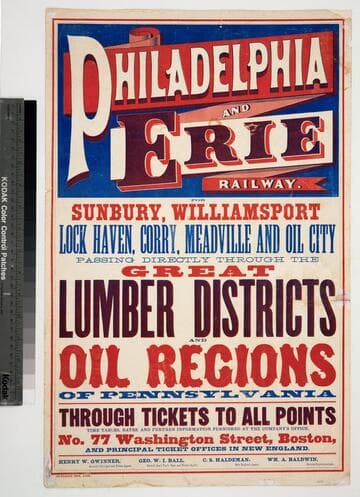 PHILADELPHIA
AND
ERIE
RAILWAY.
FOR
SUNBURY, WILLIAMSPORT
LOCK HAVEN, CORRY, MEADVILLE AND OIL CITY
PASSING DIRECTLY THROUGH THE
GREAT
LUMBER DISTRICTS
AND
OIL REGIONS
OF PENNSYLVANIA
THROUGH TICKETS TO ALL POINTS
TIME TABLES, RATES AND FURTHER INFORMATION FURNISHED AT THE COMPANY'S OFFICE,
No. 77 Washington Street, Boston,
AND PRINCIPAL TICKET OFFICES IN NEW ENGLAND.
HENRY W. GWINNER, GEO. W. I. BALL, C. S. HALDEMAN, WM. A. BALDWIN,
KODAK Color Control Patches
Kodak